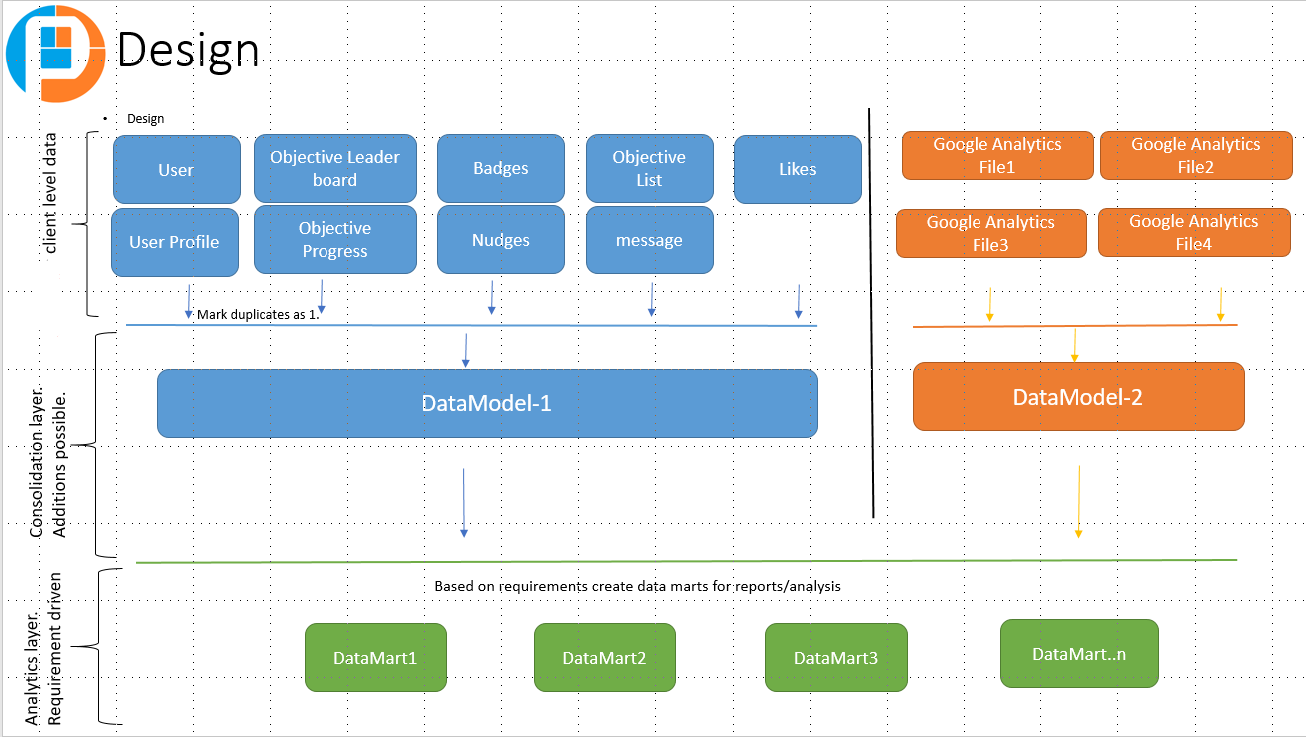 Design
• Design
client level data
User
Objective Leader
board
Badges
Objective
List
Likes
User Profile
Objective
Progress
Nudges
message
Google Analytics
File1
Google Analytics
File2
Google Analytics
File3
Google Analytics
File4
Mark duplicates as 1.
Consolidation layer.
Additions possible.
DataModel-1
DataModel-2
Analytics layer.
Requirement driven
Based on requirements create data marts for reports/analysis
DataMart1
DataMart2
DataMart3
DataMart..n